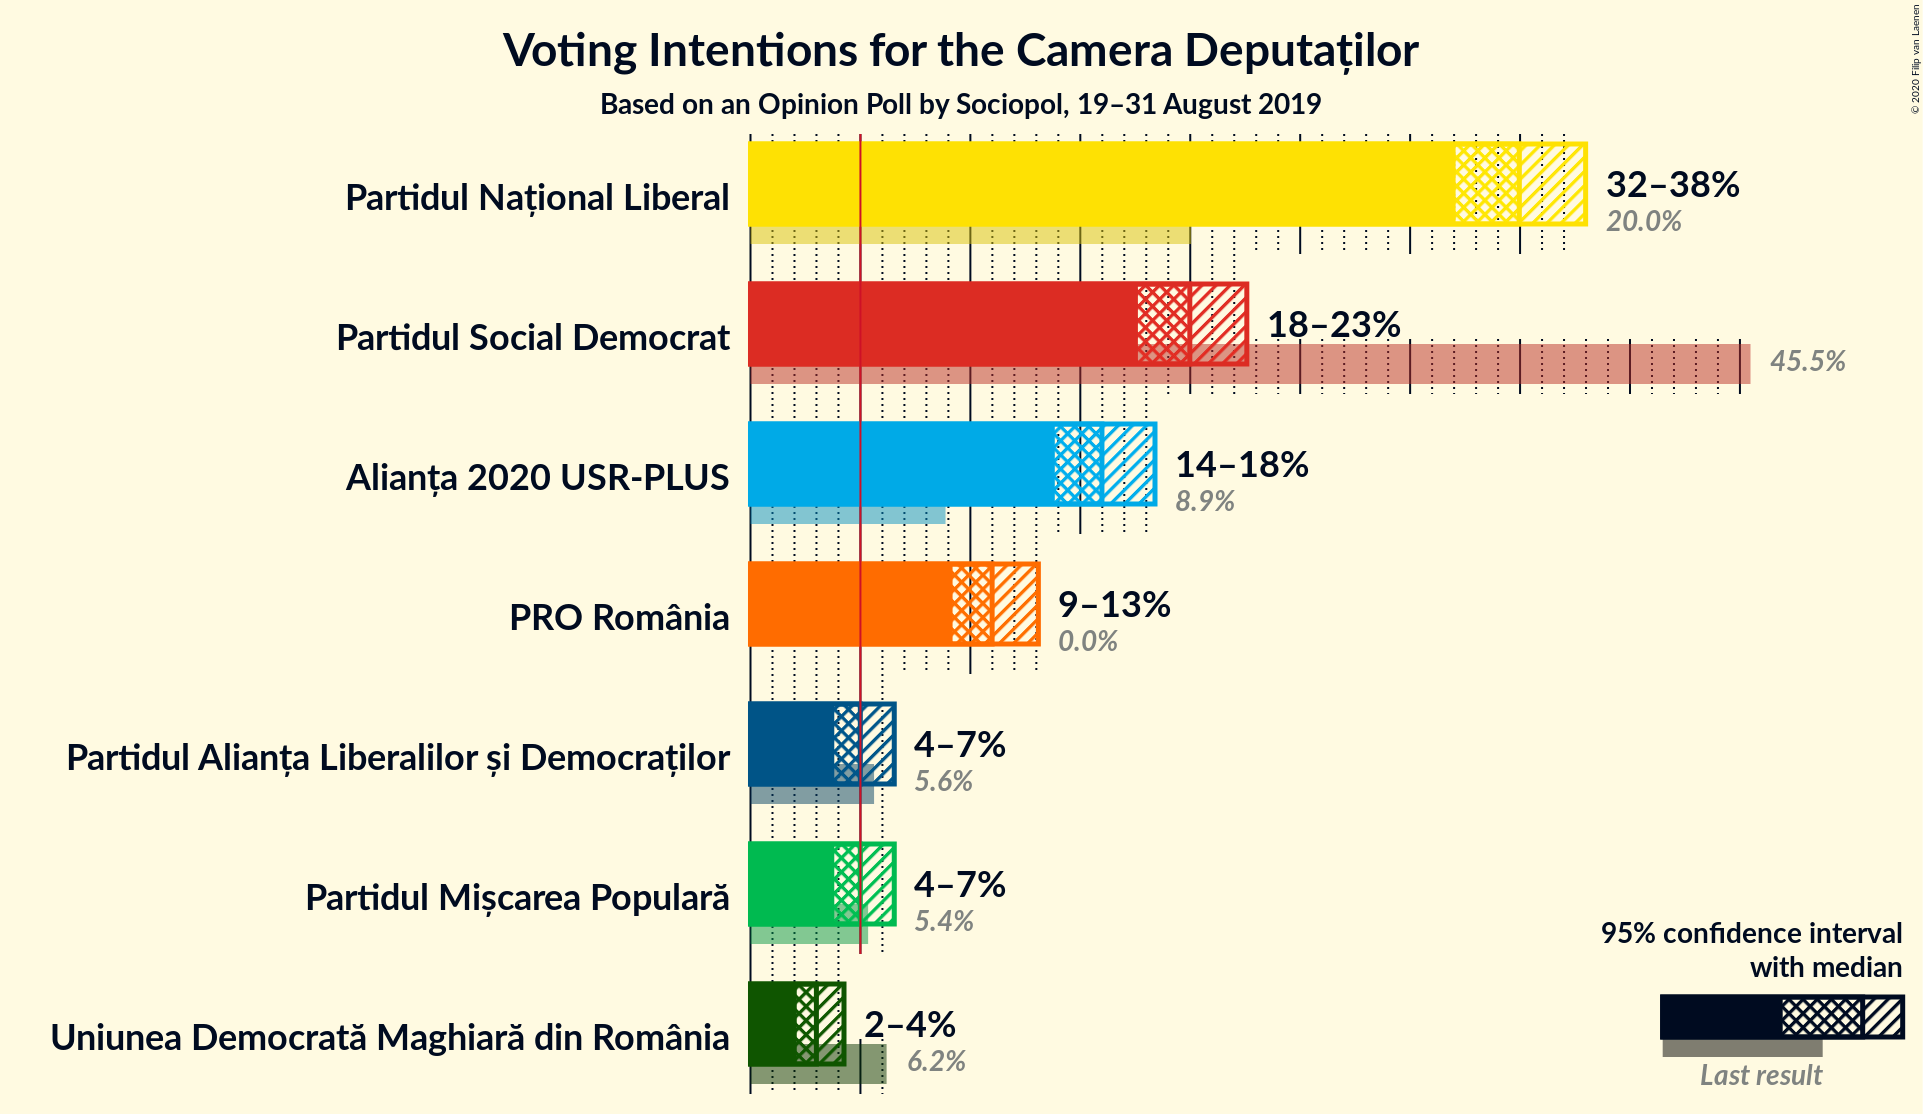 Voting Intentions for the Camera Deputaților
Based on an Opinion Poll by Sociopol, 19–31 August 2019
© 2020 Filip van Laenen
Partidul Național Liberal
32–38%
20.0%
Partidul Social Democrat
18–23%
45.5%
Alianța 2020 USR-PLUS
14–18%
8.9%
PRO România
9–13%
0.0%
Partidul Alianța Liberalilor și Democraților
4–7%
5.6%
Partidul Mișcarea Populară
4–7%
5.4%
Uniunea Democrată Maghiară din România
2–4%
6.2%
95% confidence interval
with median
Last result